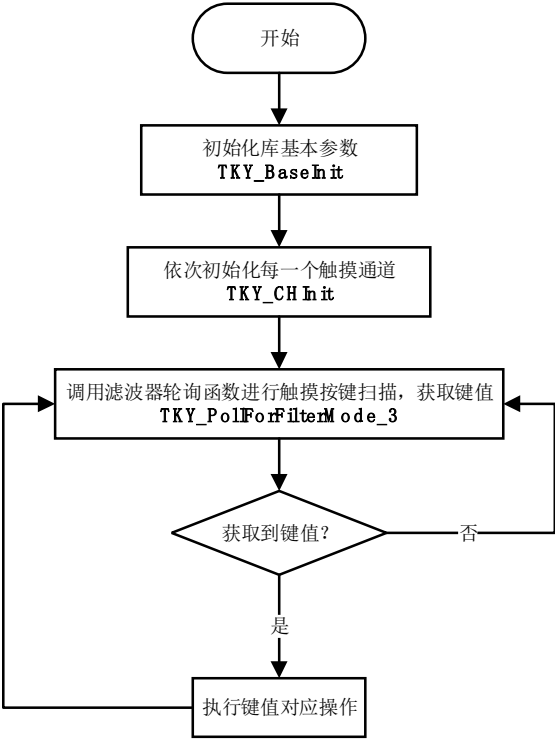 开始
初始化库基本参数
TKY_BaseInit
依次初始化每一个触摸通道
TKY_CHInit
调用滤波器轮询函数进行触摸按键扫描，获取键值
TKY_PollForFilterMode_3
获取到键值？
否
是
执行键值对应操作